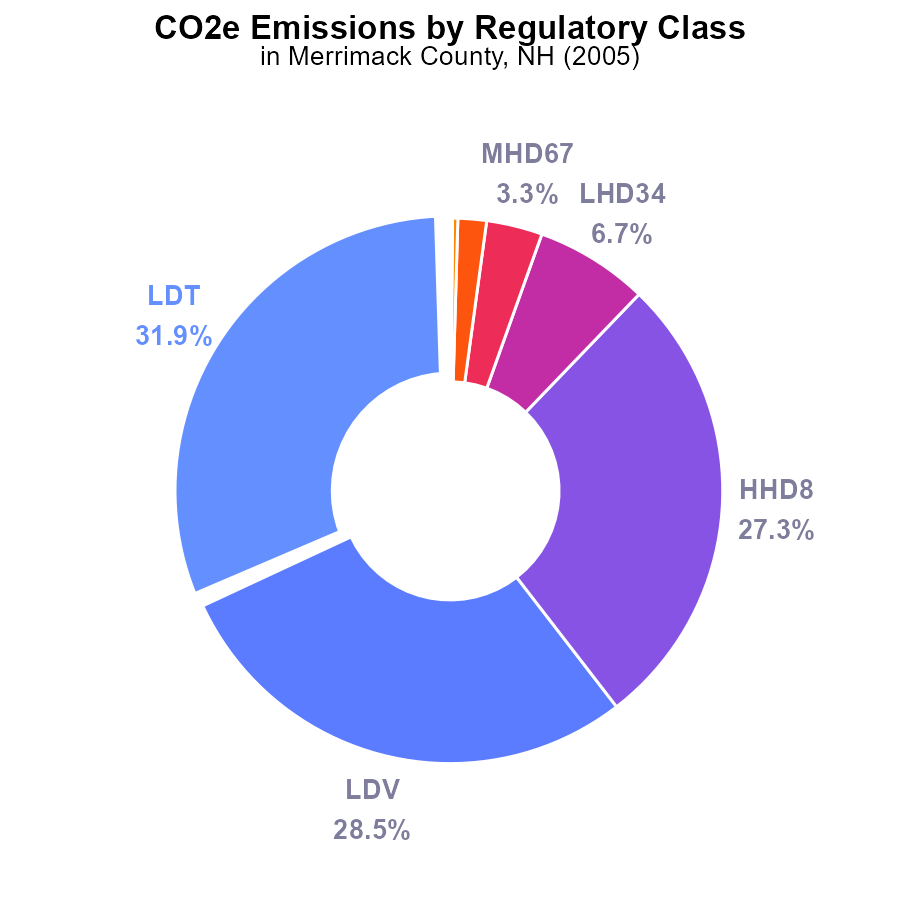 CO2e Emissions by Regulatory Class
in Merrimack County, NH (2005)
MHD67
3.3%
LHD34
6.7%
LDT
31.9%
HHD8
27.3%
LDV
28.5%